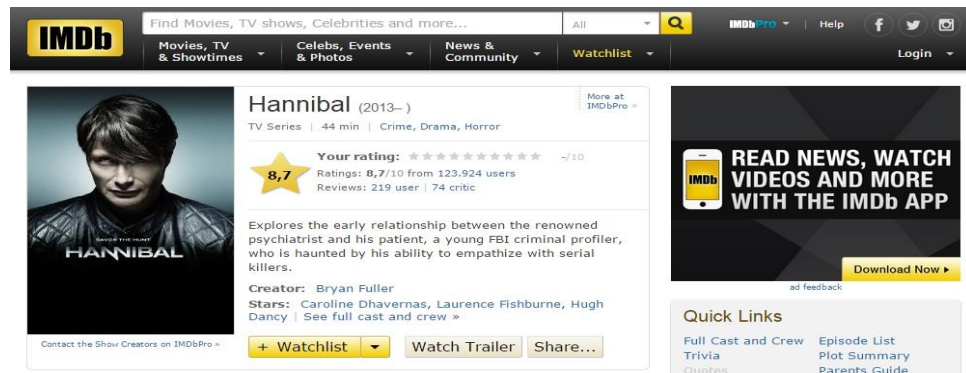 IMDb
Find Movies, TV shows, Celebrities and more...
All
IMDbPro
Help
Movies, TV
& Showtimes
Celebs, Events
& Photos
News &
Community
Watchlist
Login
SAVOR THE HUNT
HANNIBAL
Contact the Show Creators on IMDbPro »
Hannibal (2013– )
More at
IMDbPro »
TV Series | 44 min | Crime, Drama, Horror
8,7
Your rating: -/10
Ratings: 8,7/10 from 123.924 users
Reviews: 219 user | 74 critic
Explores the early relationship between the renowned
psychiatrist and his patient, a young FBI criminal profiler,
who is haunted by his ability to empathize with serial
killers.
Creator: Bryan Fuller
Stars: Caroline Dhavernas, Laurence Fishburne, Hugh
Dancy | See full cast and crew »
+ Watchlist
Watch Trailer
Share...
IMDb
READ NEWS, WATCH
VIDEOS AND MORE
WITH THE IMDb APP
Download Now
ad feedback
Quick Links
Full Cast and Crew
Episode List
Trivia
Plot Summary
Quotes
Parents Guide